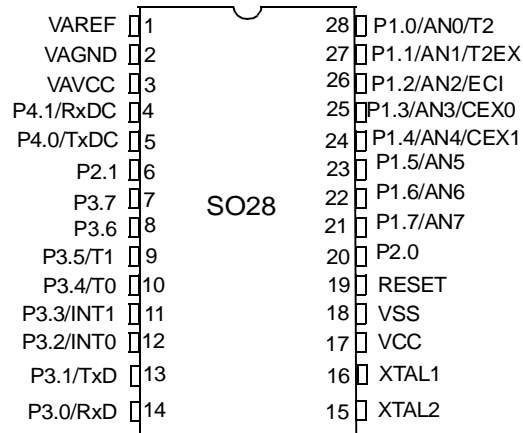 VAREF 1 28 P1.0/AN0/T2
VAGND 2 27 P1.1/AN1/T2EX
VAVCC 3 26 P1.2/AN2/ECI
P4.1/RxDC 4 25 P1.3/AN3/CEX0
P4.0/TxDC 5 24 P1.4/AN4/CEX1
P2.1 6 23 P1.5/AN5
P3.7 7 22 P1.6/AN6
SO28
P3.6 8 21 P1.7/AN7
P3.5/T1 9 20 P2.0
P3.4/T0 10 19 RESET
P3.3/INT1 11 18 VSS
P3.2/INT0 12 17 VCC
P3.1/TxD 13 16 XTAL1
P3.0/RxD 14 15 XTAL2